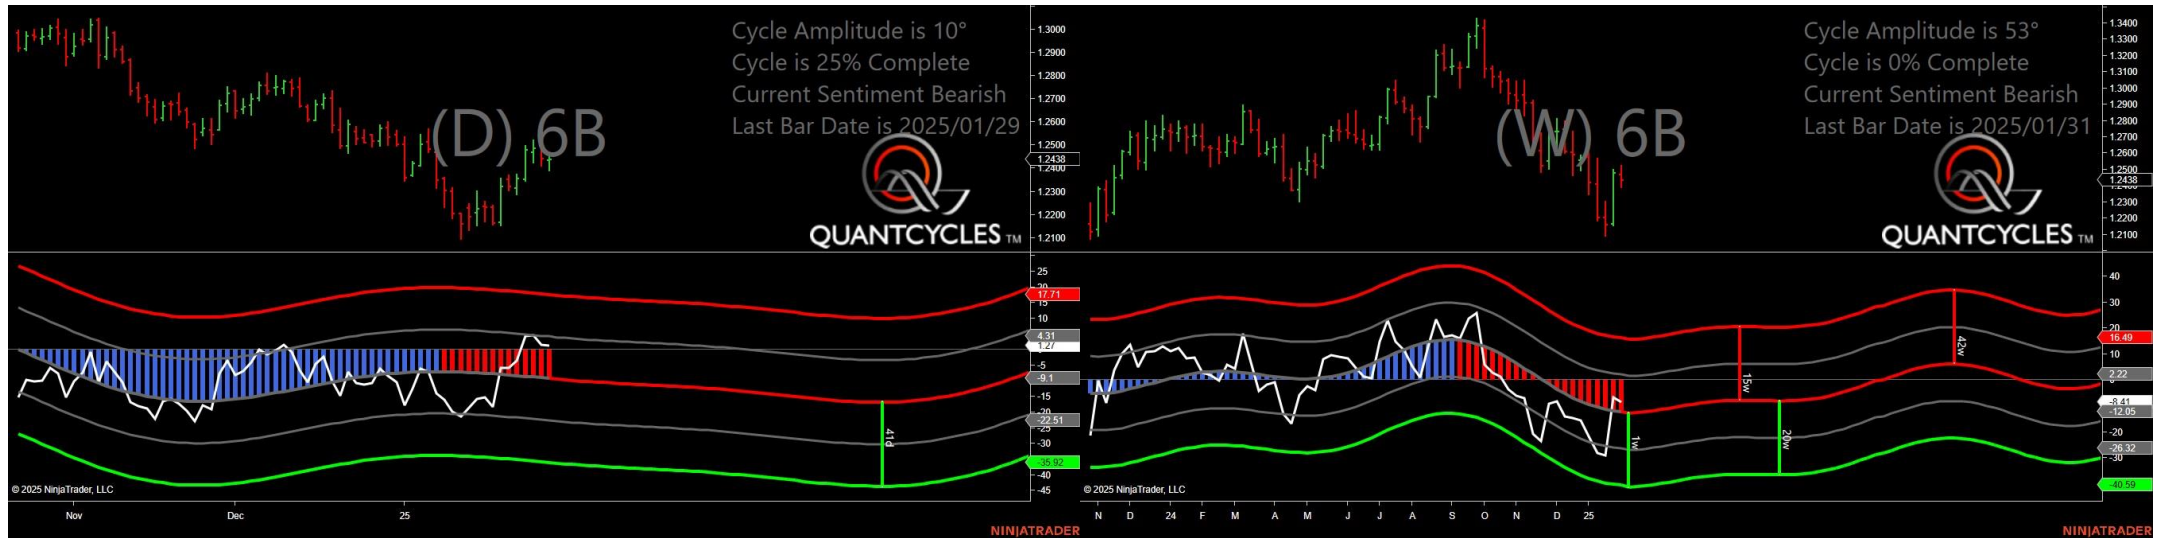 Cycle Amplitude is 10°
Cycle is 25% Complete
Current Sentiment Bearish
Last Bar Date is 2025/01/29
(D) 6B
QUANTCYCLES TM
1.3000
1.2900
1.2800
1.2700
1.2600
1.2500
1.2438
1.2400
1.2300
1.2200
1.2100
25
17.71
15
10
4.31
1.27
-5
-9.1
-15
-22.51
-25
-30
-35.92
-40
-45
41d
© 2025 NinjaTrader, LLC
Nov Dec 25
NINJATRADER
Cycle Amplitude is 53°
Cycle is 0% Complete
Current Sentiment Bearish
Last Bar Date is 2025/01/31
(W) 6B
QUANTCYCLES TM
1.3400
1.3300
1.3200
1.3100
1.3000
1.2900
1.2800
1.2700
1.2600
1.2500
1.2438
1.2300
1.2200
1.2100
40
30
20
16.49
10
2.22
-8.41
-12.05
-20
-26.32
-30
-40.59
1w
15w
20w
42w
© 2025 NinjaTrader, LLC
N D 24 F M A M J J A S O N D 25
NINJATRADER